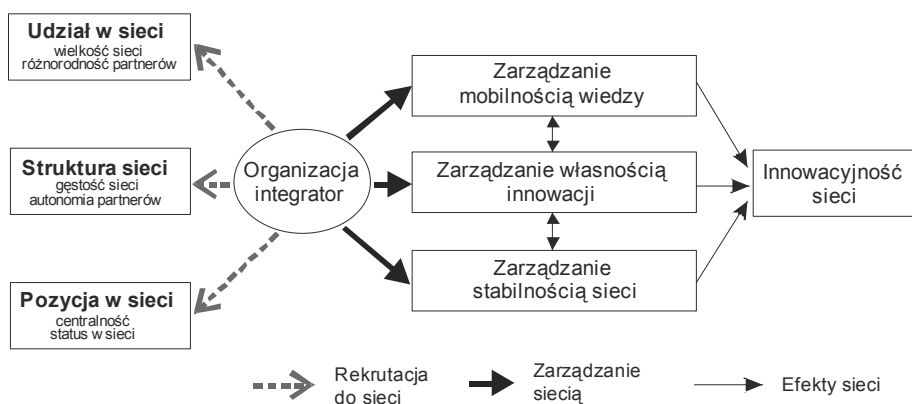 Udział w sieci
wielkość sieci
różnorodność partnerów
Struktura sieci
gęstość sieci
autonomia partnerów
Pozycja w sieci
centralność
status w sieci
Organizacja
integrator
Zarządzanie
mobilnością wiedzy
Zarządzanie własnością
innowacji
Zarządzanie
stabilnością sieci
Innowacyjność
sieci
Rekrutacja
do sieci
Zarządzanie
siecią
Efekty sieci